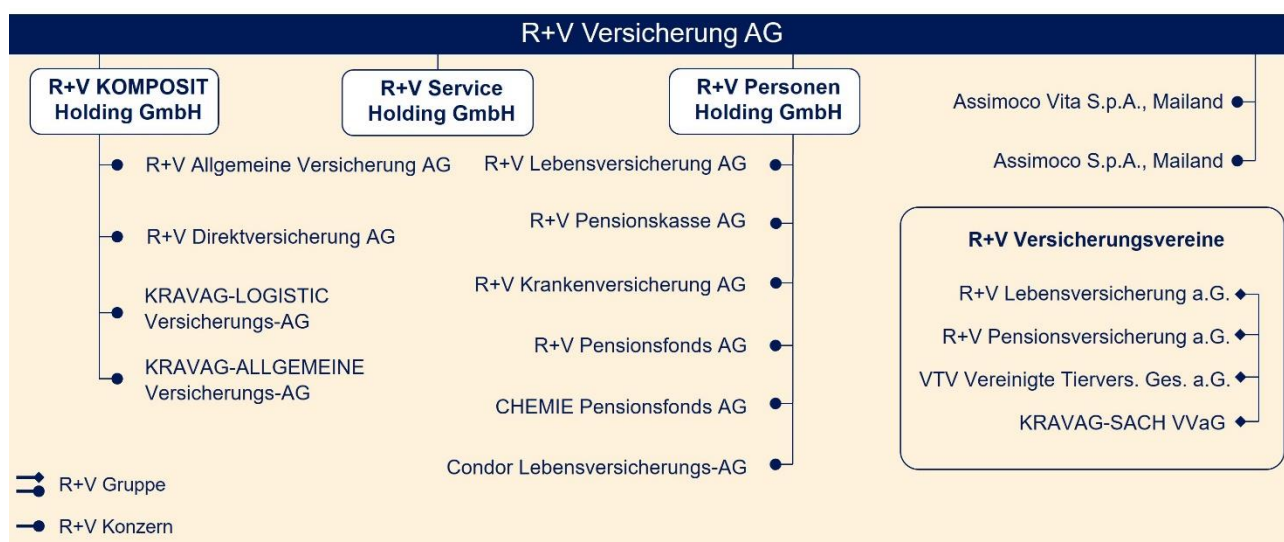 R+V Versicherung AG
R+V KOMPOSIT
Holding GmbH
R+V Allgemeine Versicherung AG
R+V Direktversicherung AG
KRAVAG-LOGISTIC
Versicherungs-AG
KRAVAG-ALLGEMEINE
Versicherungs-AG
R+V Service
Holding GmbH
R+V Personen
Holding GmbH
R+V Lebensversicherung AG
R+V Pensionskasse AG
R+V Krankenversicherung AG
R+V Pensionsfonds AG
CHEMIE Pensionsfonds AG
Condor Lebensversicherungs-AG
Assimoco Vita S.p.A., Mailand
Assimoco S.p.A., Mailand
R+V Versicherungsvereine
R+V Lebensversicherung a.G.
R+V Pensionsversicherung a.G.
VTV Vereinigte Tiervers. Ges. a.G.
KRAVAG-SACH VVaG
R+V Gruppe
R+V Konzern